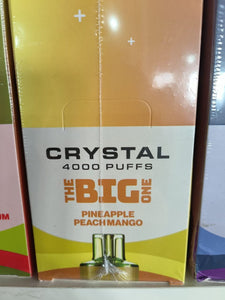 CRYSTAL
4000 PUFFS
THE BIG ONE
PINEAPPLE
PEACH MANGO